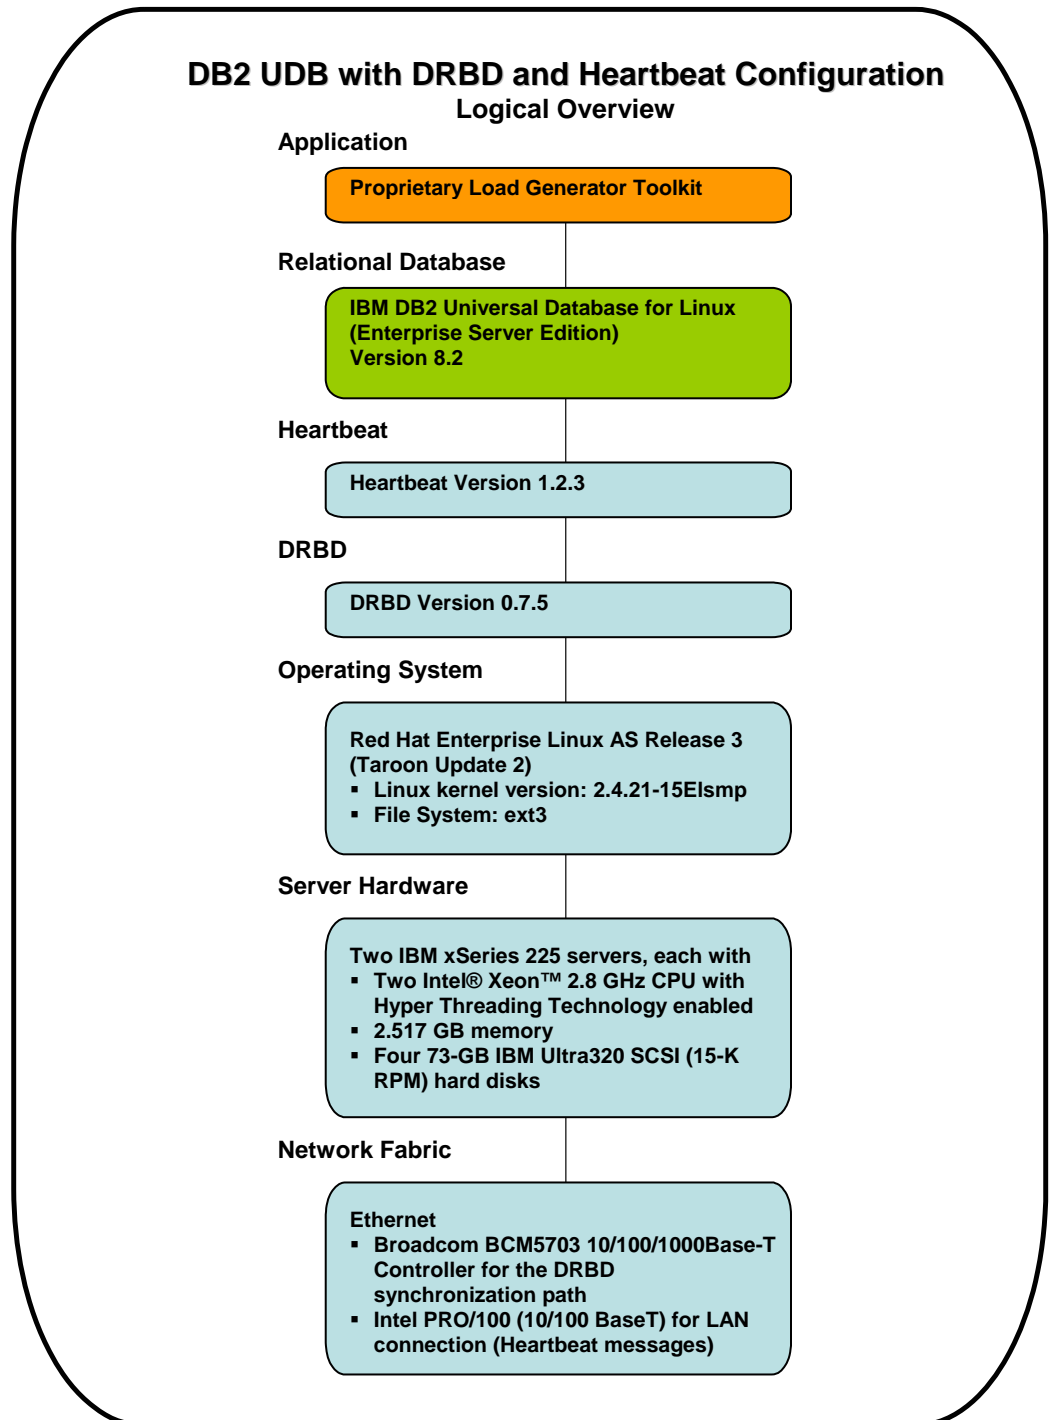 DB2 UDB with DRBD and Heartbeat Configuration
Logical Overview
Application
Proprietary Load Generator Toolkit
Relational Database
IBM DB2 Universal Database for Linux
(Enterprise Server Edition)
Version 8.2
Heartbeat
Heartbeat Version 1.2.3
DRBD
DRBD Version 0.7.5
Operating System
Red Hat Enterprise Linux AS Release 3
(Taroon Update 2)
▪ Linux kernel version: 2.4.21-15Elsmp
▪ File System: ext3
Server Hardware
Two IBM xSeries 225 servers, each with
▪ Two Intel® Xeon™ 2.8 GHz CPU with
Hyper Threading Technology enabled
▪ 2.517 GB memory
▪ Four 73-GB IBM Ultra320 SCSI (15-K
RPM) hard disks
Network Fabric
Ethernet
▪ Broadcom BCM5703 10/100/1000Base-T
Controller for the DRBD
synchronization path
▪ Intel PRO/100 (10/100 BaseT) for LAN
connection (Heartbeat messages)